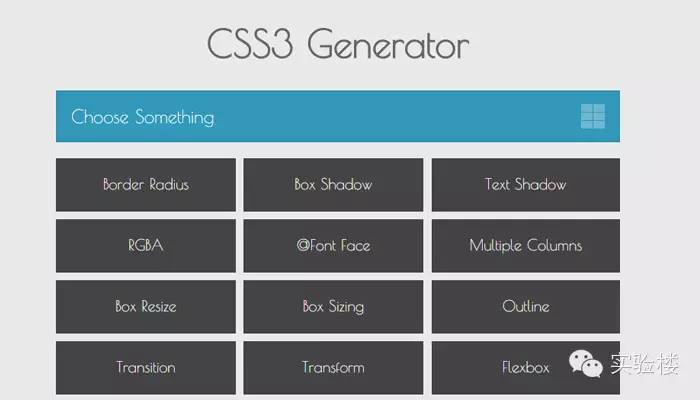 CSS3 Generator
Choose Something
Border Radius
Box Shadow
Text Shadow
RGBA
@Font Face
Multiple Columns
Box Resize
Box Sizing
Outline
Transition
Transform
Flexbox
实验楼